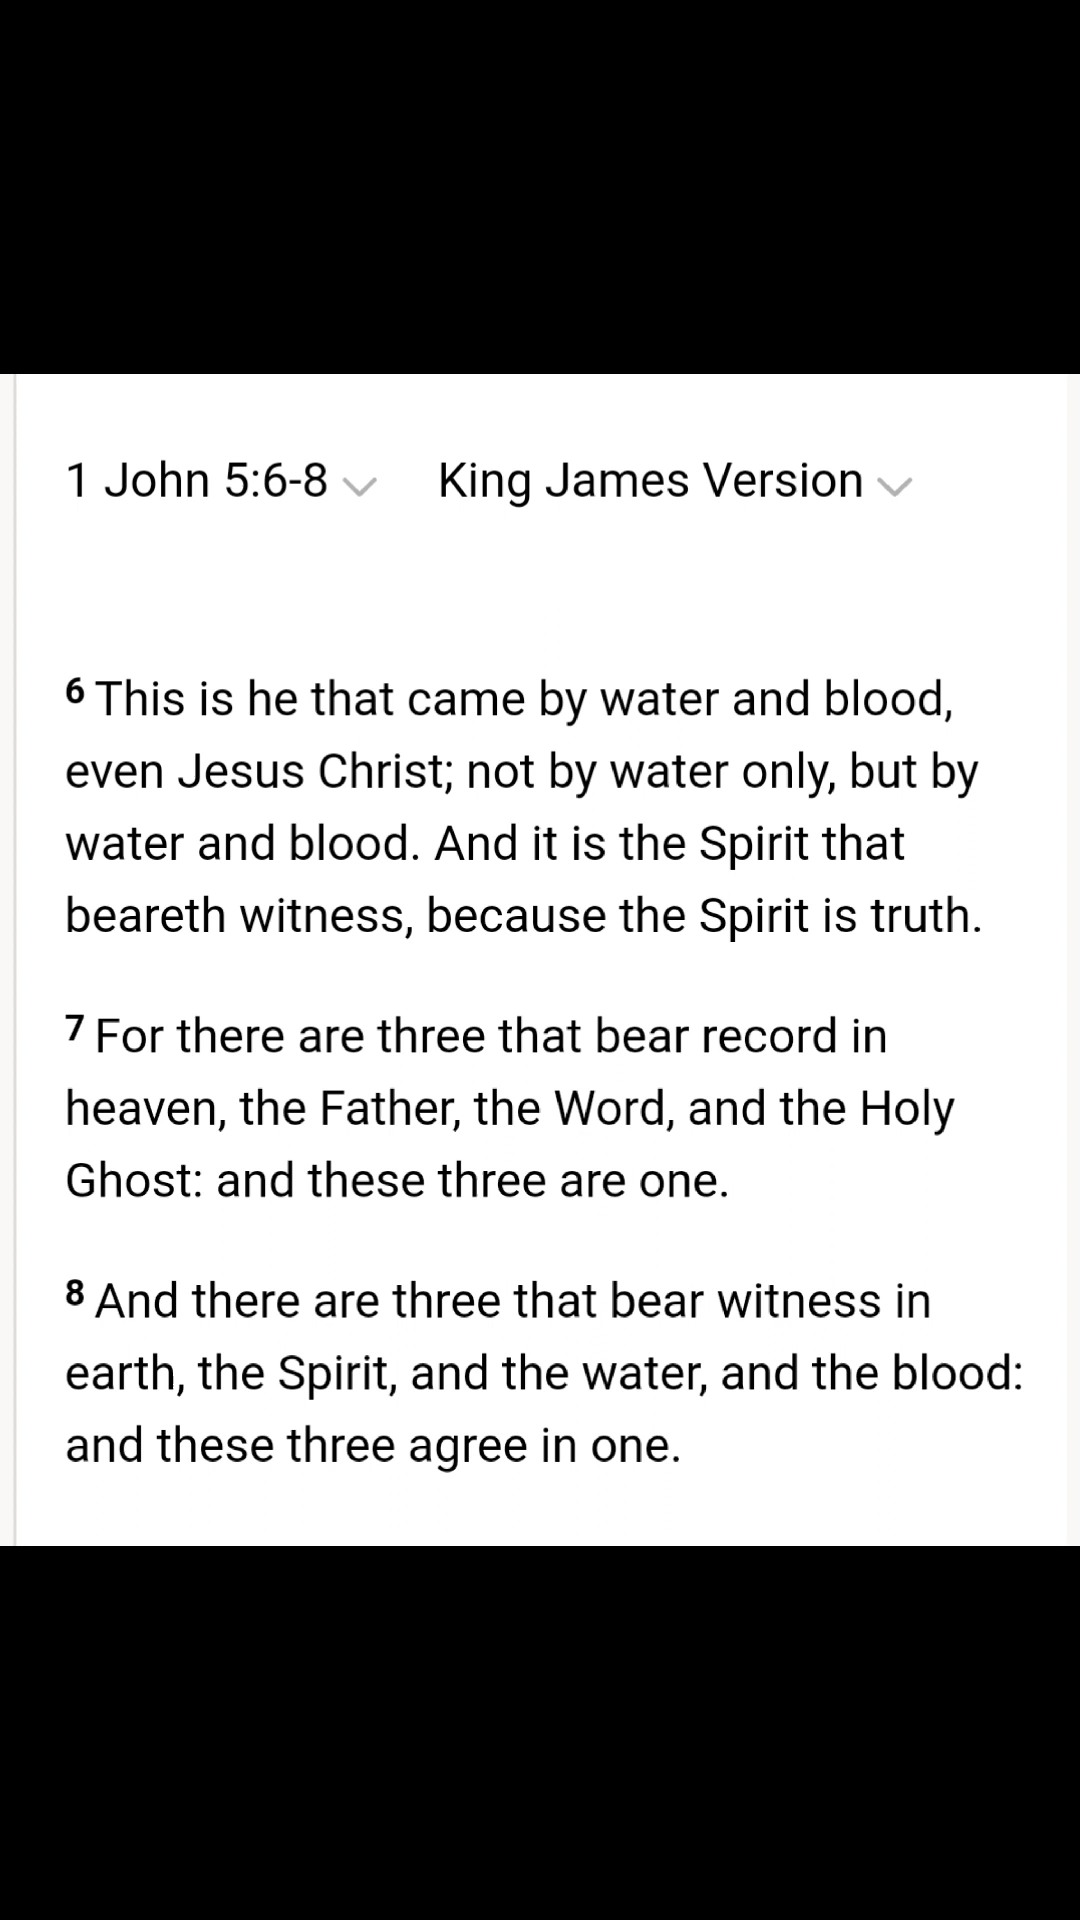 1 John 5:6-8 King James Version
6 This is he that came by water and blood,
even Jesus Christ; not by water only, but by
water and blood. And it is the Spirit that
beareth witness, because the Spirit is truth.
7 For there are three that bear record in
heaven, the Father, the Word, and the Holy
Ghost: and these three are one.
8 And there are three that bear witness in
earth, the Spirit, and the water, and the blood:
and these three agree in one.